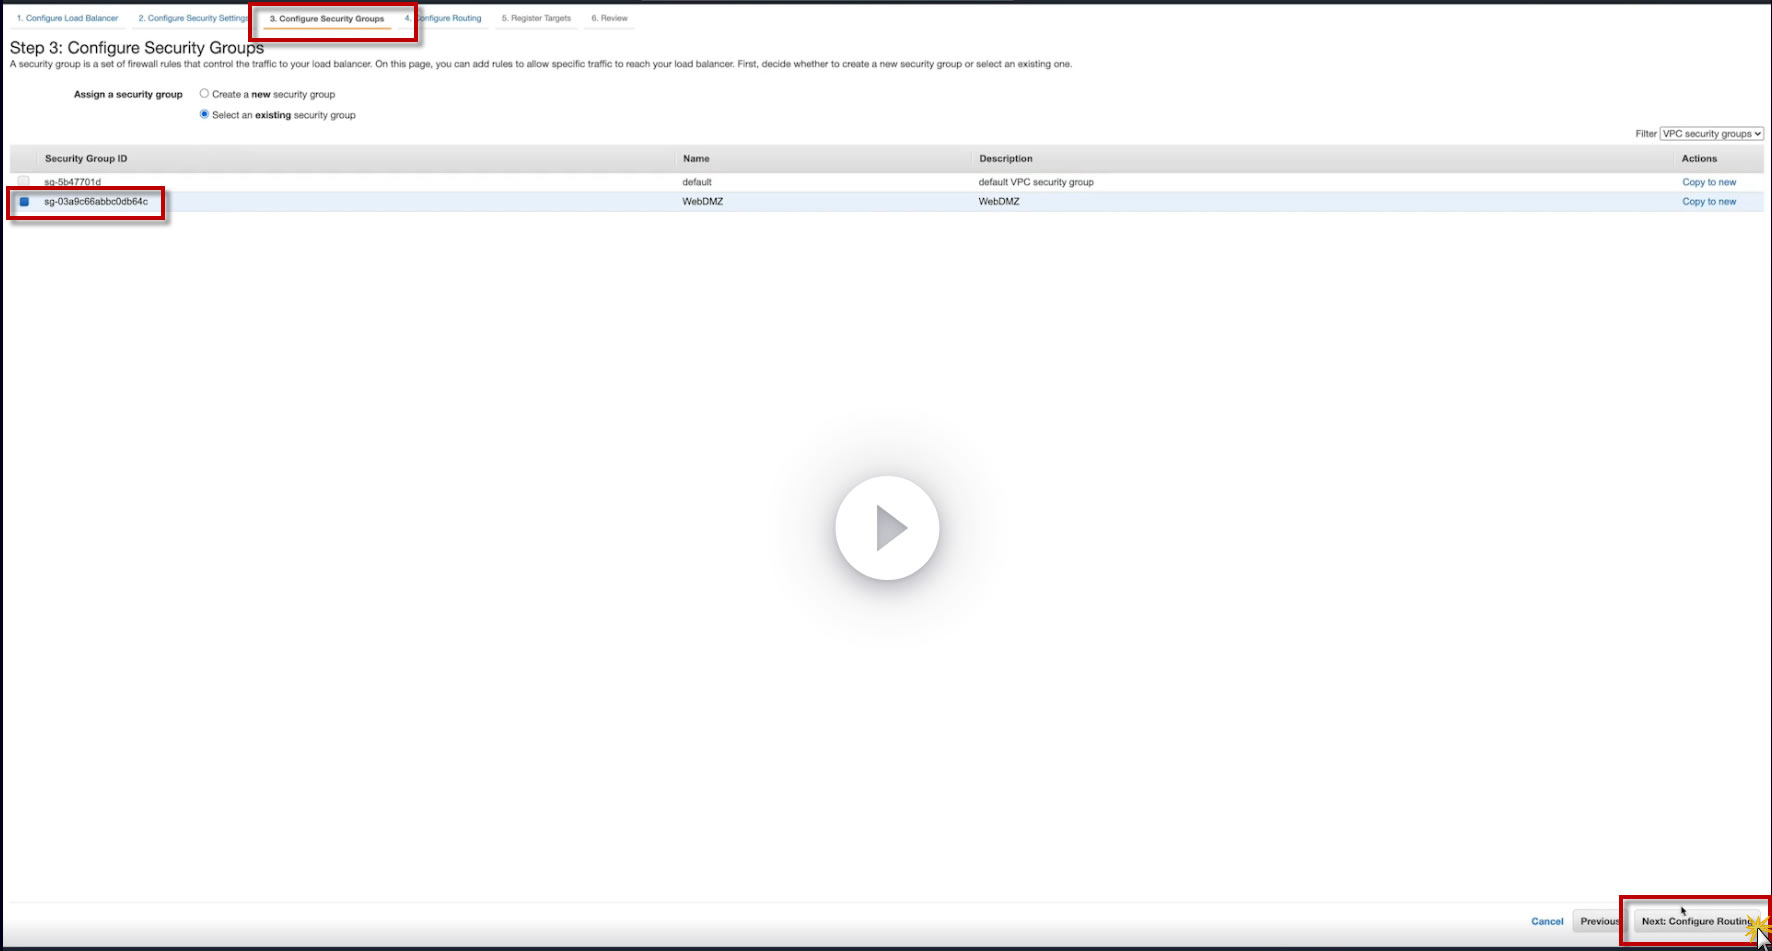 1. Configure Load Balancer 2. Configure Security Settings 3. Configure Security Groups 4. Configure Routing 5. Register Targets 6. Review
Step 3: Configure Security Groups
A security group is a set of firewall rules that control the traffic to your load balancer. On this page, you can add rules to allow specific traffic to reach your load balancer. First, decide whether to create a new security group or select an existing one.
Assign a security group Create a new security group
Select an existing security group
Filter VPC security groups
Security Group ID Name Description Actions
sg-5b47701d default default VPC security group Copy to new
sg-03a9c66abbc0db64c WebDMZ WebDMZ Copy to new
Cancel Previous Next: Configure Routing